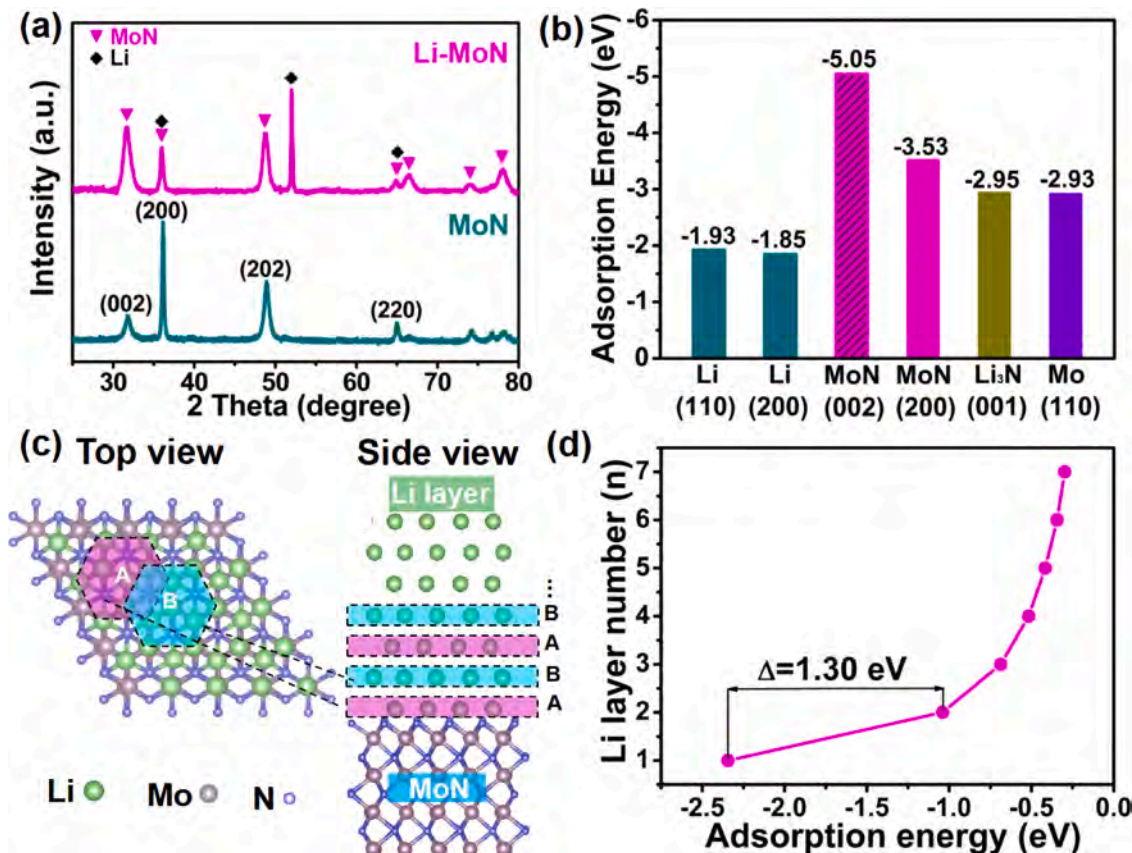 (a)
MoN
Li
Li-MoN
MoN
(002)
(200)
(202)
(220)
Intensity (a.u.)
30 40 50 60 70 80
2 Theta (degree)
(b)
Adsorption Energy (eV)
-5
-4
-3
-2
-1
0
-1.93
-1.85
-5.05
-3.53
-2.95
-2.93
Li Li MoN MoN Li₃N Mo
(110) (200) (002) (200) (001) (110)
(c)
Top view
Side view
A
B
Li layer
⋮
B
A
B
A
MoN
Li Mo N
(d)
Li layer number (n)
7
6
5
4
3
2
1
Δ=1.30 eV
-2.5 -2.0 -1.5 -1.0 -0.5 0.0
Adsorption energy (eV)